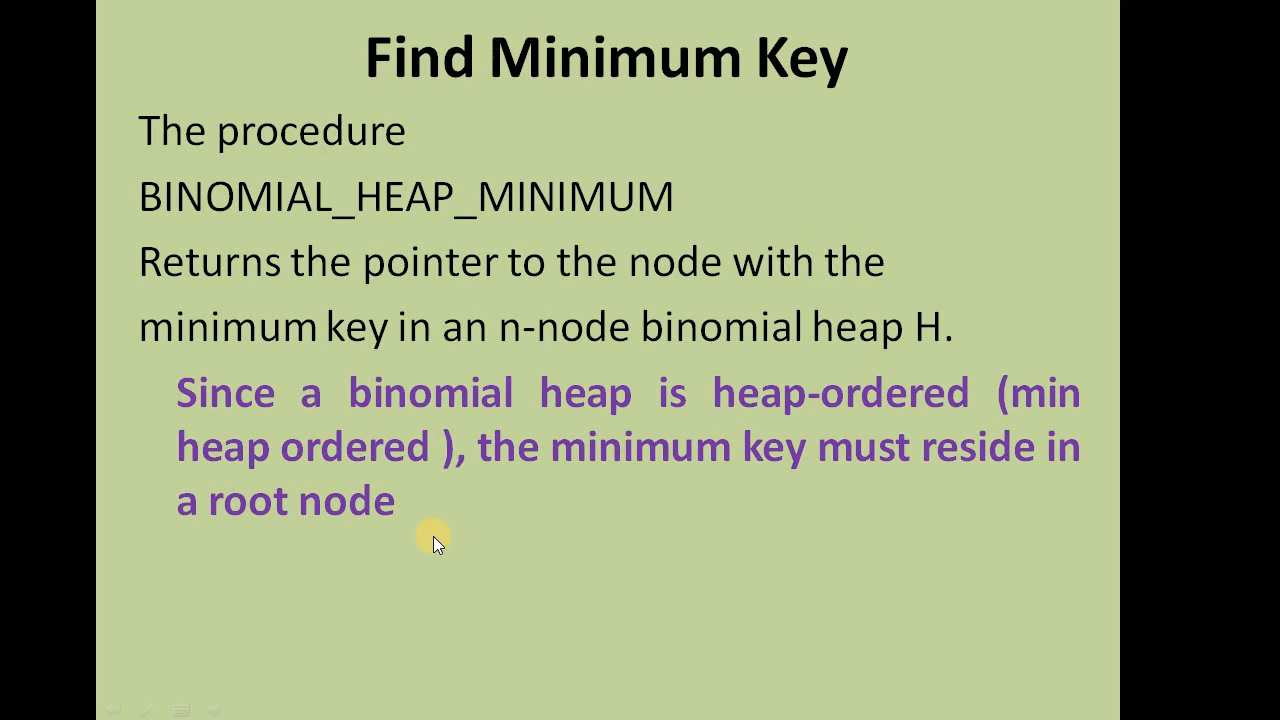 Find Minimum Key
The procedure
BINOMIAL_HEAP_MINIMUM
Returns the pointer to the node with the
minimum key in an n-node binomial heap H.
Since a binomial heap is heap-ordered (min
heap ordered ), the minimum key must reside in
a root node